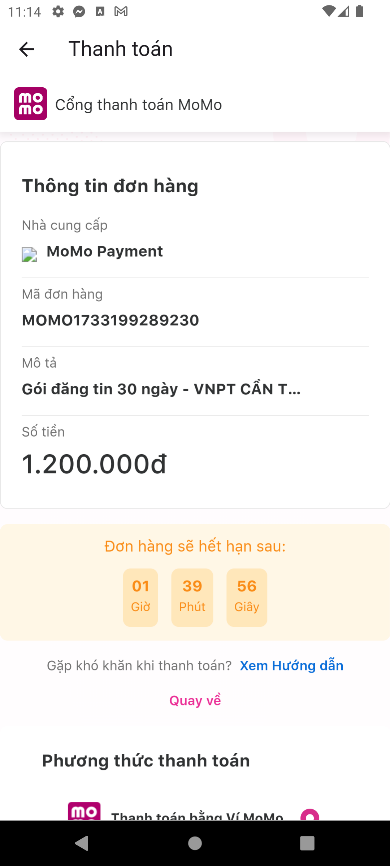 11:14
Thanh toán
mo
mo
Cổng thanh toán MoMo
Thông tin đơn hàng
Nhà cung cấp
MoMo Payment
Mã đơn hàng
MOMO1733199289230
Mô tả
Gói đăng tin 30 ngày - VNPT CẦN T...
Số tiền
1.200.000đ
Đơn hàng sẽ hết hạn sau:
01 39 56
Giờ Phút Giây
Gặp khó khăn khi thanh toán? Xem Hướng dẫn
Quay về
Phương thức thanh toán
mo
Thanh toán bằng Ví MoMo